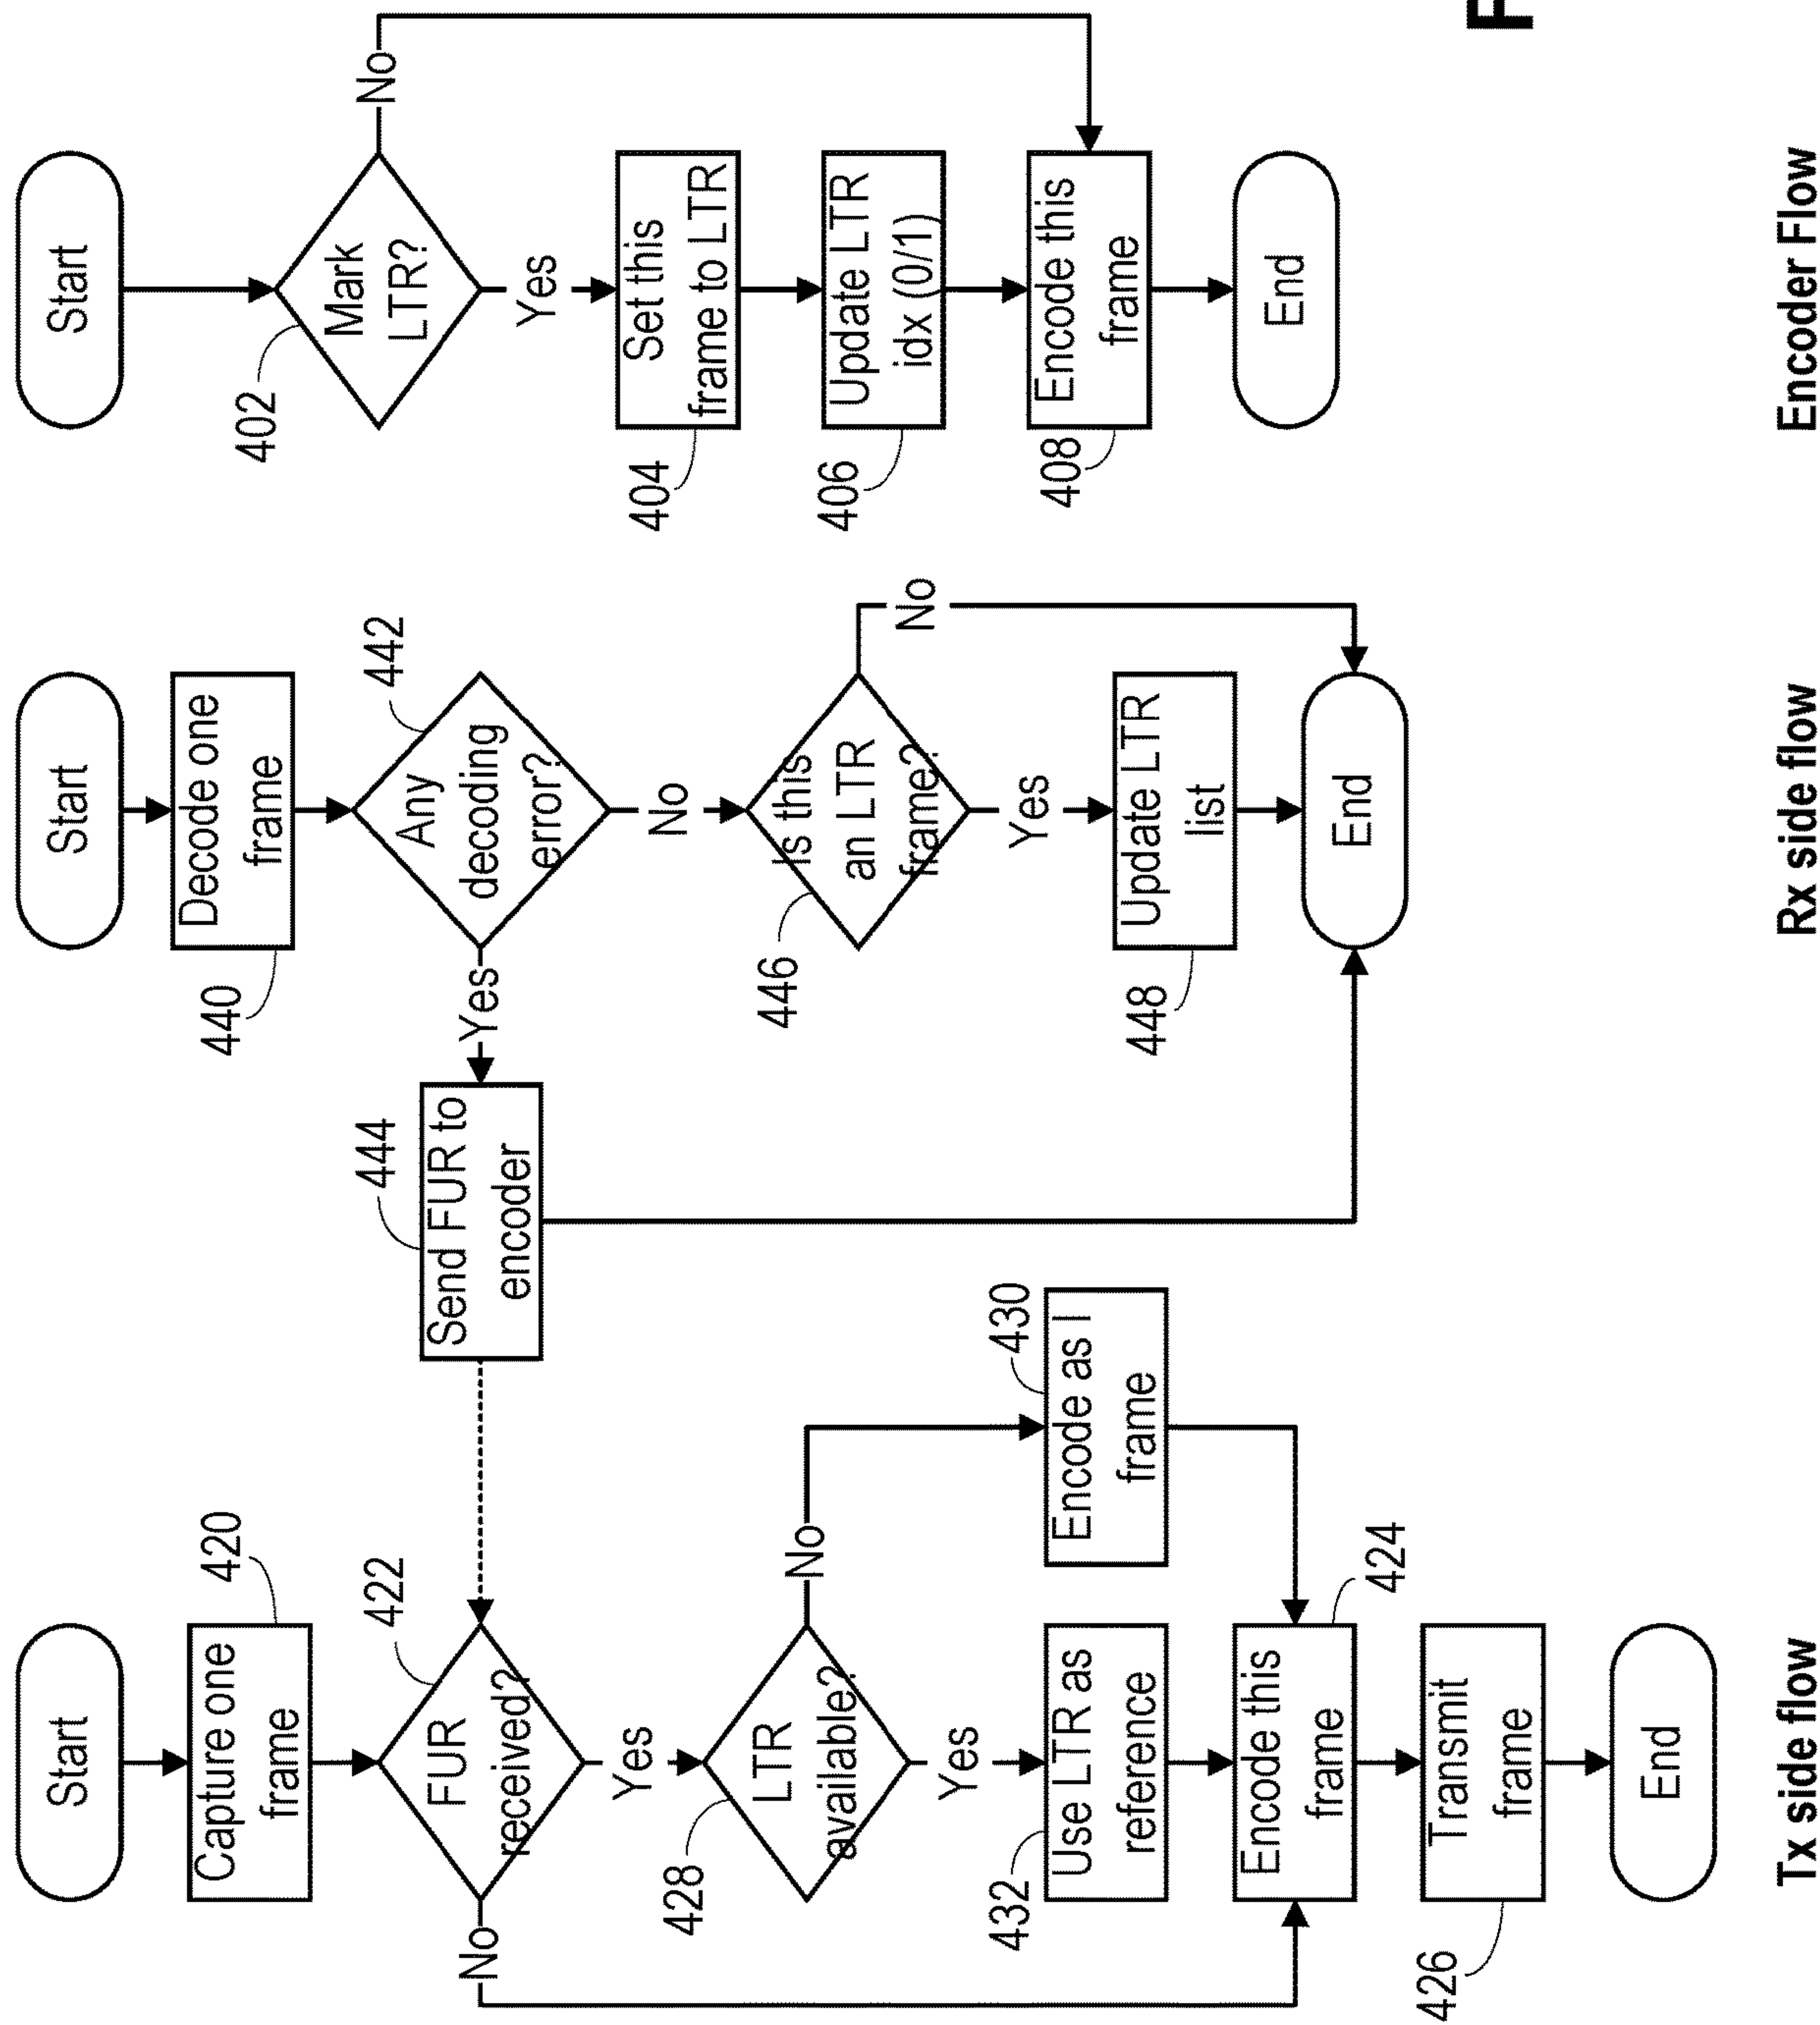 Start
420
Capture one
frame
422
FUR
received?
No
Yes
428
LTR
available?
No
Yes
430
Encode as I
frame
432
Use LTR as
reference
424
Encode this
frame
426
Transmit
frame
End
Tx side flow
Start
440
Decode one
frame
442
Any
decoding
error?
Yes
444
Send FUR to
encoder
No
446
Is this
an LTR
frame?
No
Yes
448
Update LTR
list
End
Rx side flow
Start
402
Mark
LTR?
No
Yes
404
Set this
frame to LTR
406
Update LTR
idx (0/1)
408
Encode this
frame
End
Encoder Flow
F